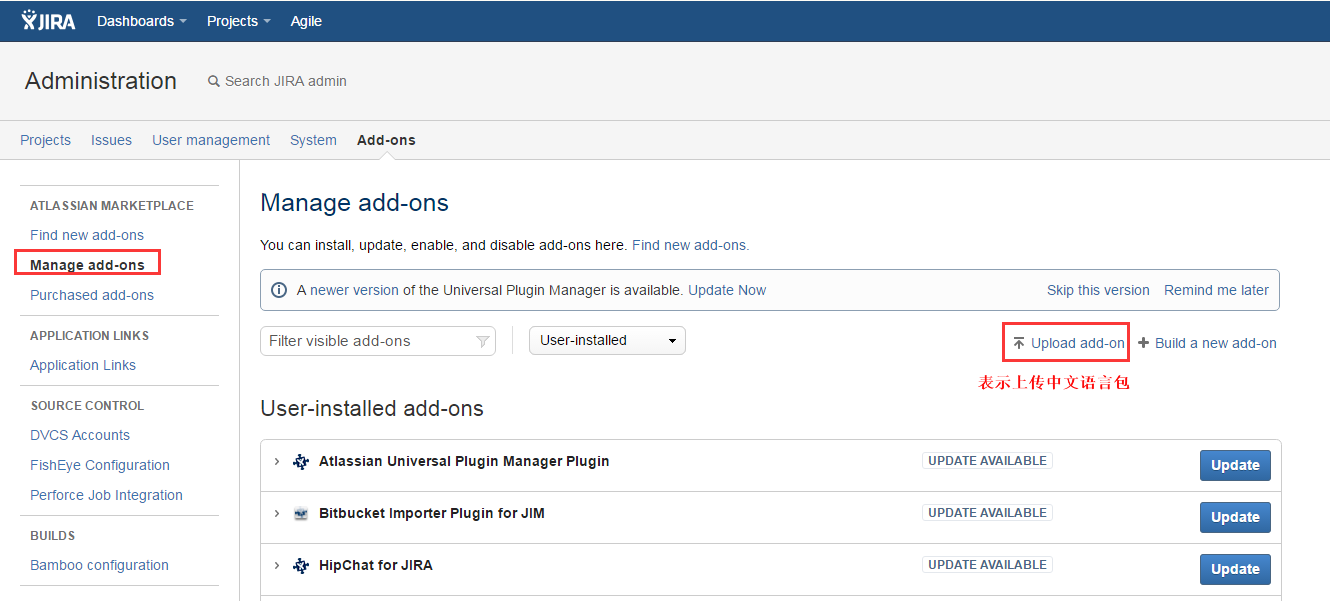 JIRA Dashboards Projects Agile
Administration Search JIRA admin
Projects Issues User management System Add-ons
ATLASSIAN MARKETPLACE
Find new add-ons
Manage add-ons
Purchased add-ons
APPLICATION LINKS
Application Links
SOURCE CONTROL
DVCS Accounts
FishEye Configuration
Perforce Job Integration
BUILDS
Bamboo configuration
Manage add-ons
You can install, update, enable, and disable add-ons here. Find new add-ons.
A newer version of the Universal Plugin Manager is available. Update Now Skip this version Remind me later
Filter visible add-ons User-installed Upload add-on Build a new add-on
表示上传中文语言包
User-installed add-ons
Atlassian Universal Plugin Manager Plugin UPDATE AVAILABLE Update
Bitbucket Importer Plugin for JIM UPDATE AVAILABLE Update
HipChat for JIRA UPDATE AVAILABLE Update